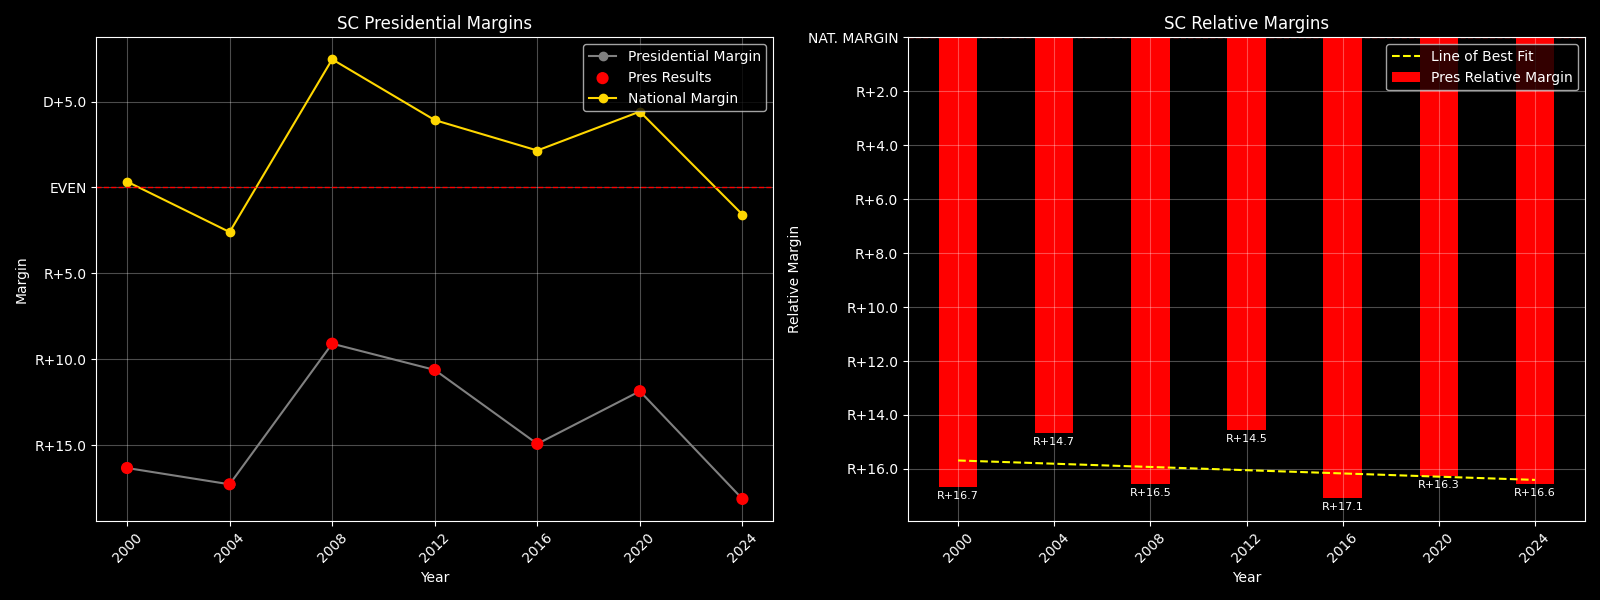 SC Presidential Margins
Presidential Margin
Pres Results
National Margin
D+5.0
EVEN
R+5.0
R+10.0
R+15.0
Margin
2000
2004
2008
2012
2016
2020
2024
Year
SC Relative Margins
Line of Best Fit
Pres Relative Margin
NAT. MARGIN
R+2.0
R+4.0
R+6.0
R+8.0
R+10.0
R+12.0
R+14.0
R+16.0
Relative Margin
R+16.7
R+14.7
R+16.5
R+14.5
R+17.1
R+16.3
R+16.6
2000
2004
2008
2012
2016
2020
2024
Year